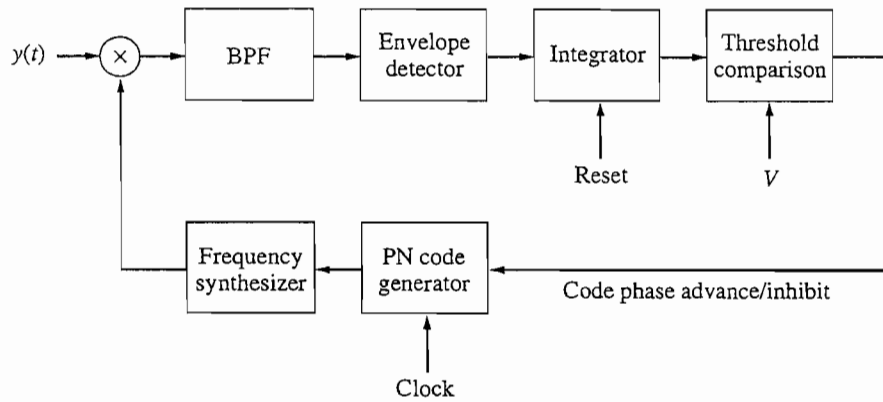 y(t)
×
BPF
Envelope
detector
Integrator
Threshold
comparison
Reset
V
Frequency
synthesizer
PN code
generator
Code phase advance/inhibit
Clock